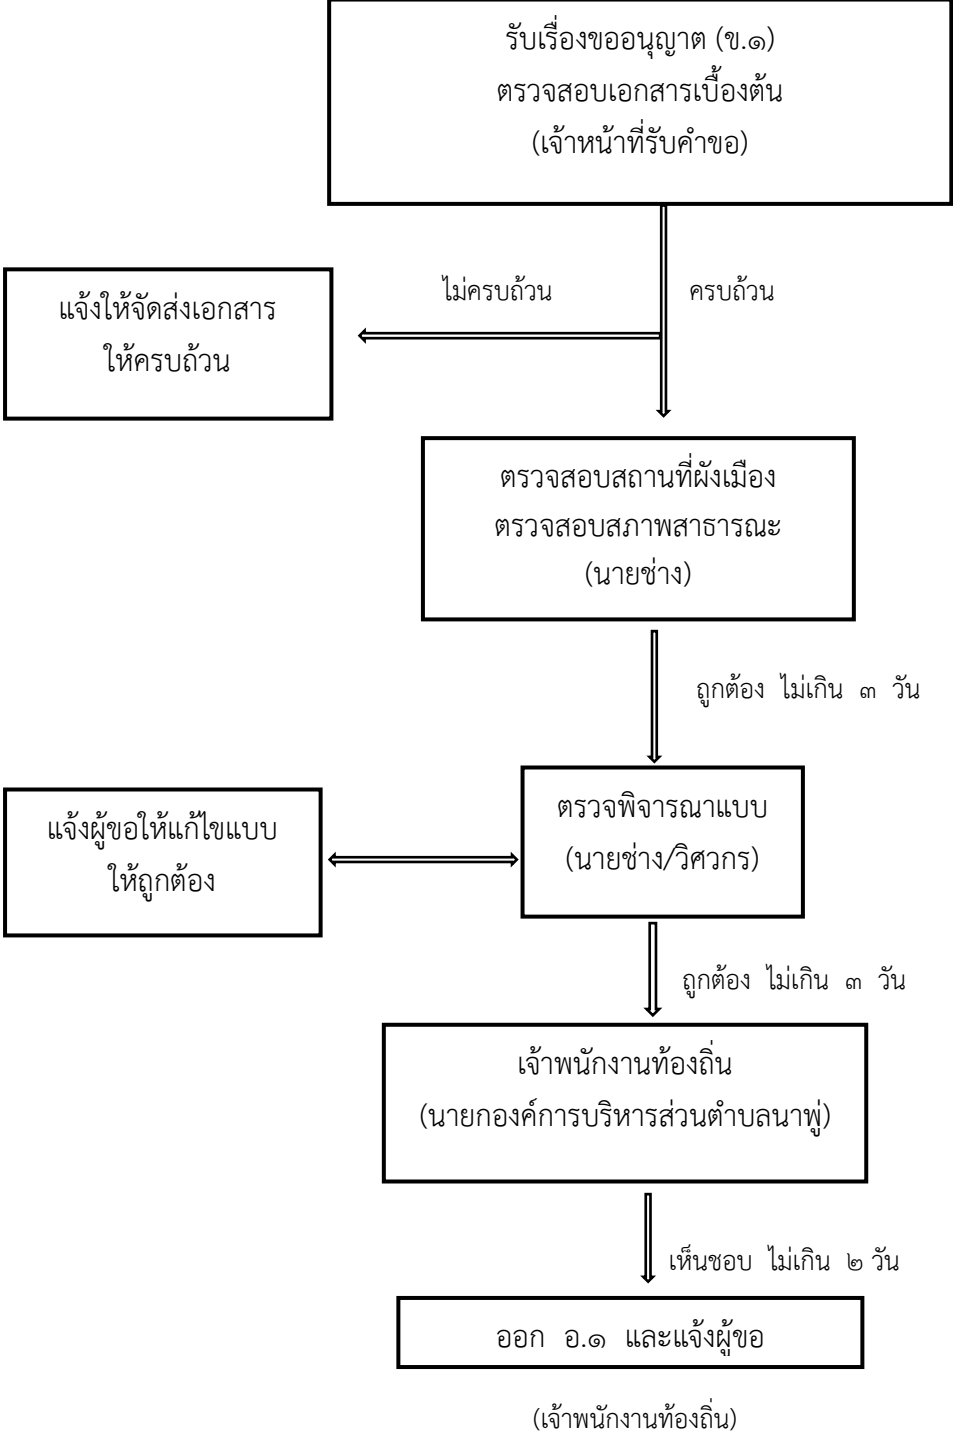 รับเรื่องขออนุญาต (ข.๑)
ตรวจสอบเอกสารเบื้องต้น
(เจ้าหน้าที่รับคำขอ)
ไม่ครบถ้วน
ครบถ้วน
แจ้งให้จัดส่งเอกสาร
ให้ครบถ้วน
ตรวจสอบสถานที่ผังเมือง
ตรวจสอบสภาพสาธารณะ
(นายช่าง)
ถูกต้อง ไม่เกิน ๓ วัน
ตรวจพิจารณาแบบ
(นายช่าง/วิศวกร)
แจ้งผู้ขอให้แก้ไขแบบ
ให้ถูกต้อง
ถูกต้อง ไม่เกิน ๓ วัน
เจ้าพนักงานท้องถิ่น
(นายกองค์การบริหารส่วนตำบลนาพู่)
เห็นชอบ ไม่เกิน ๒ วัน
ออก อ.๑ และแจ้งผู้ขอ
(เจ้าพนักงานท้องถิ่น)